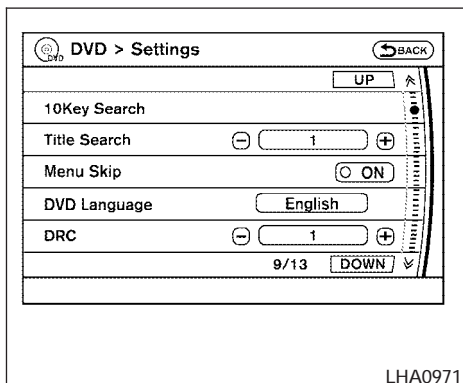 DVD > Settings
BACK
UP
10Key Search
Title Search 1
Menu Skip ON
DVD Language English
DRC 1
9/13 DOWN
LHA0971